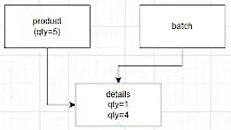 product
(qty=5)
batch
details
qty=1
qty=4